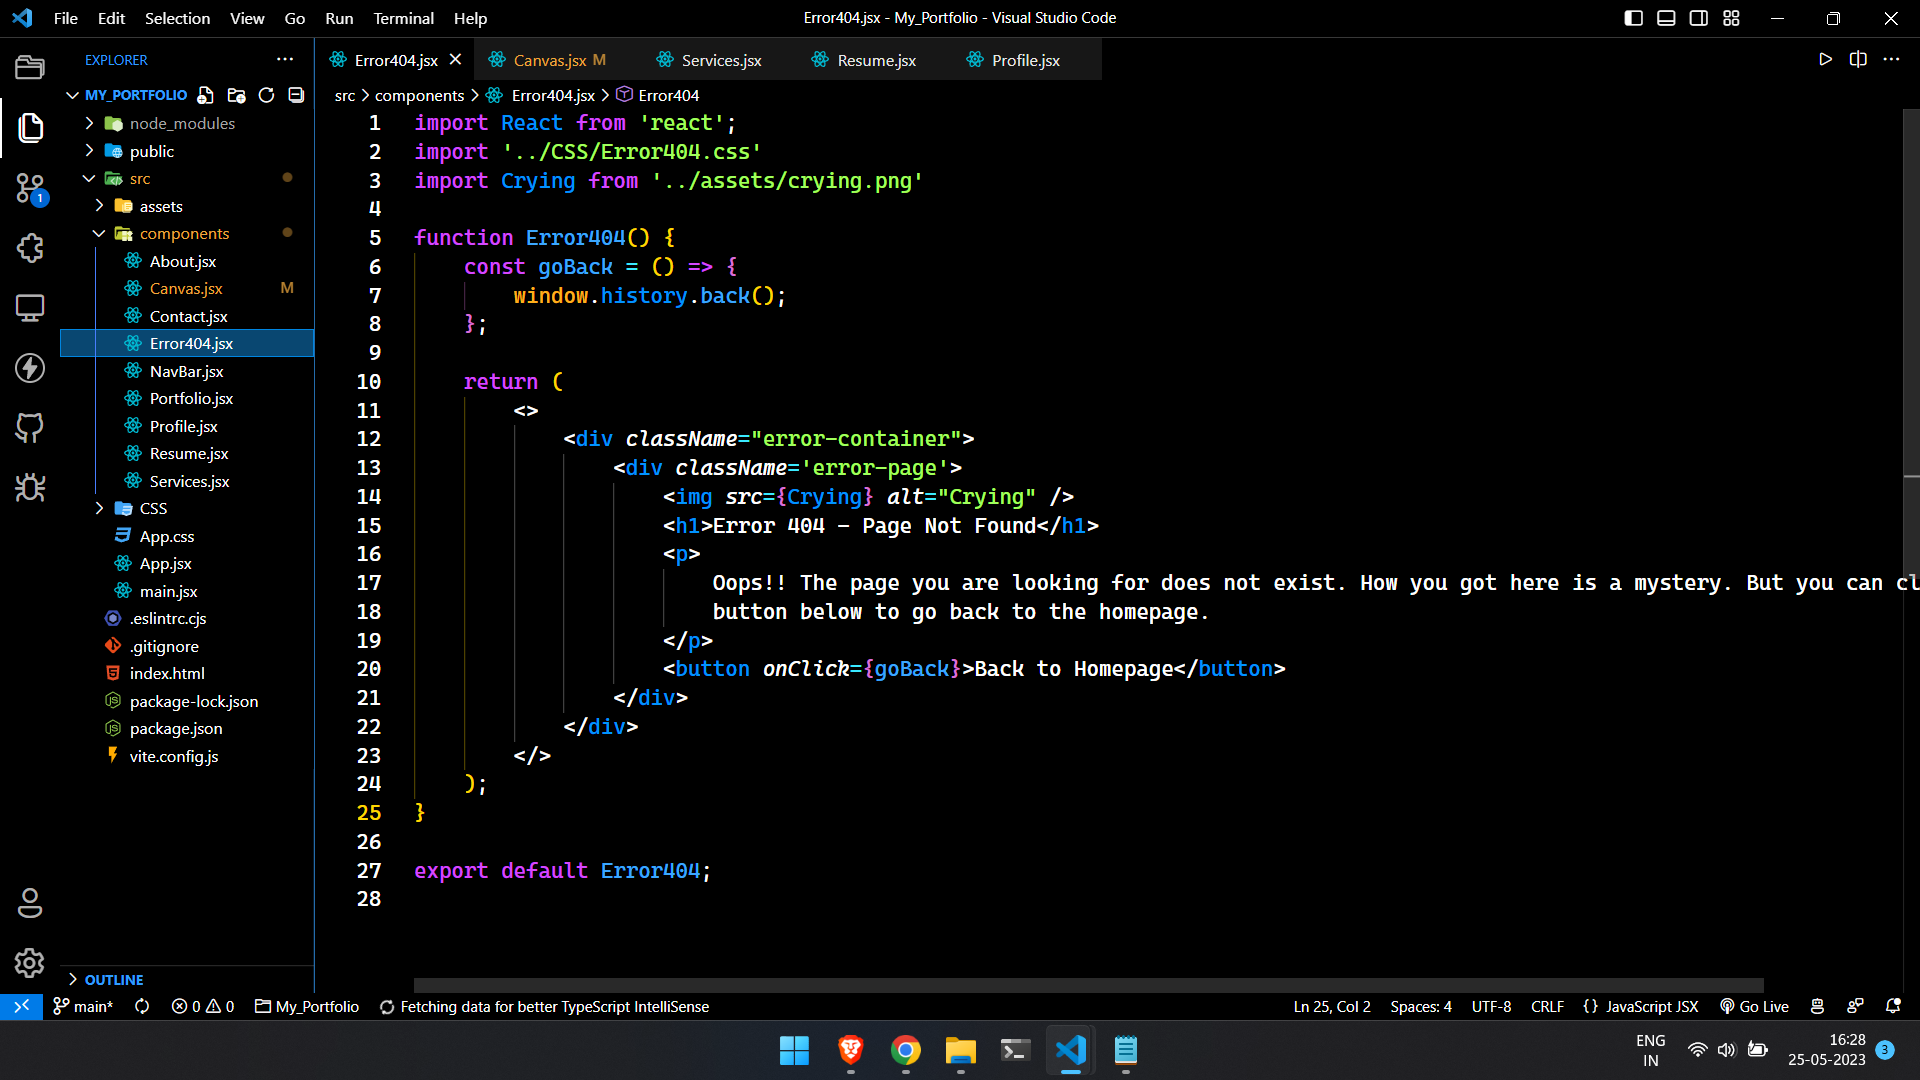 File Edit Selection View Go Run Terminal Help
Error404.jsx - My_Portfolio - Visual Studio Code
EXPLORER
MY_PORTFOLIO
node_modules
public
src
assets
components
About.jsx
Canvas.jsx M
Contact.jsx
Error404.jsx
NavBar.jsx
Portfolio.jsx
Profile.jsx
Resume.jsx
Services.jsx
CSS
App.css
App.jsx
main.jsx
.eslintrc.cjs
.gitignore
index.html
package-lock.json
package.json
vite.config.js
OUTLINE
1
Error404.jsx Canvas.jsx M Services.jsx Resume.jsx Profile.jsx
src > components > Error404.jsx > Error404
1 import React from 'react';
2 import '../CSS/Error404.css'
3 import Crying from '../assets/crying.png'
4
5 function Error404() {
6 const goBack = () => {
7 window.history.back();
8 };
9
10 return (
11 <>
12 <div className="error-container">
13 <div className='error-page'>
14 <img src={Crying} alt="Crying" />
15 <h1>Error 404 - Page Not Found</h1>
16 <p>
17 Oops!! The page you are looking for does not exist. How you got here is a mystery. But you can cl
18 button below to go back to the homepage.
19 </p>
20 <button onClick={goBack}>Back to Homepage</button>
21 </div>
22 </div>
23 </>
24 );
25 }
26
27 export default Error404;
28
main* 0 0 My_Portfolio Fetching data for better TypeScript IntelliSense
Ln 25, Col 2 Spaces: 4 UTF-8 CRLF {} JavaScript JSX Go Live
ENG
IN
16:28
25-05-2023
3